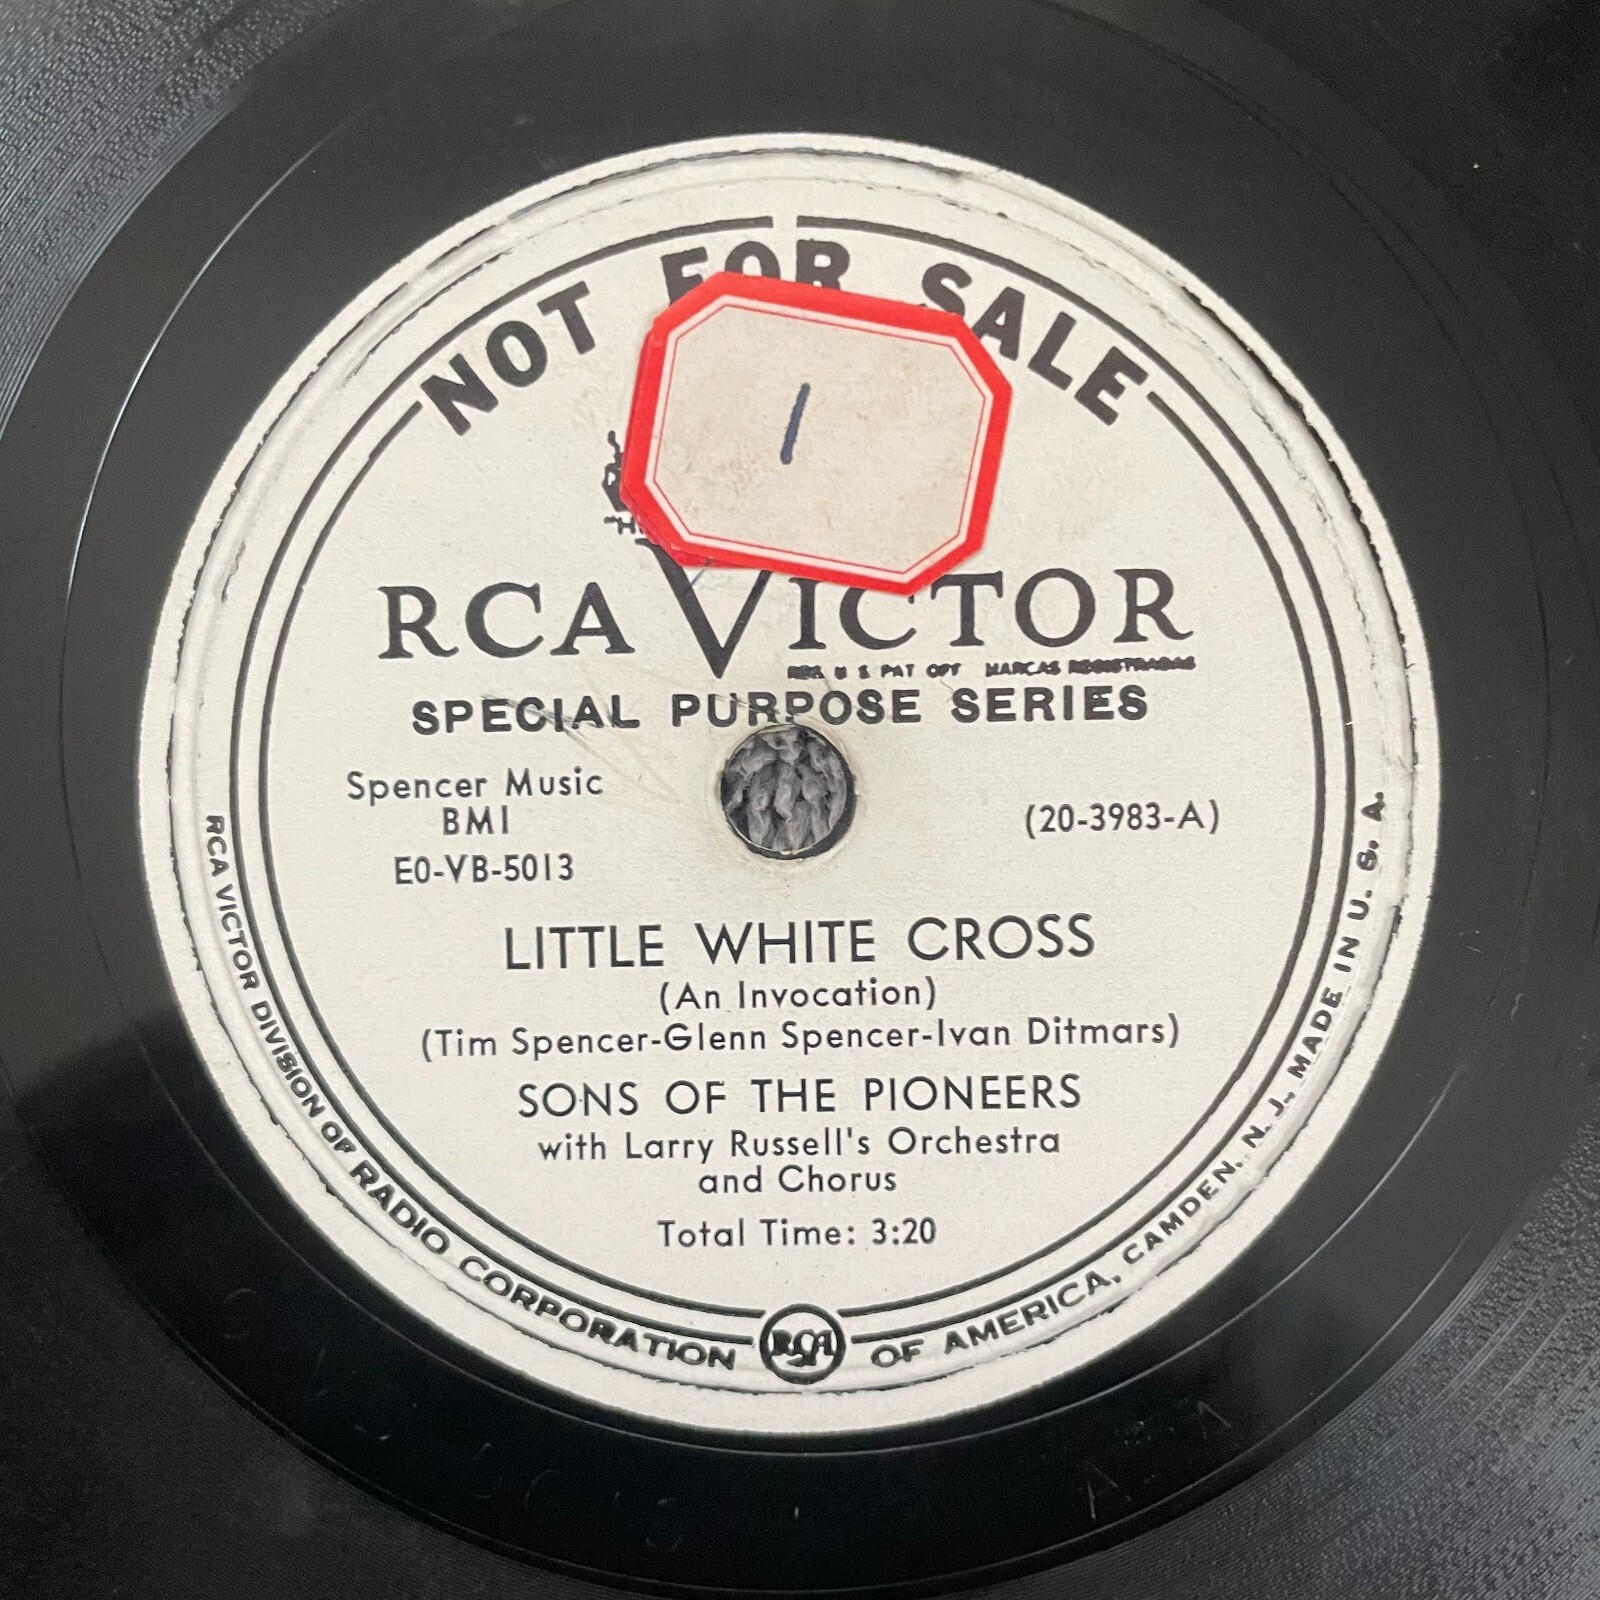 NOT FOR SALE
1
RCA VICTOR
REG. U S PAT OFF MARCAS REGISTRADAS
SPECIAL PURPOSE SERIES
Spencer Music
BMI
E0-VB-5013
(20-3983-A)
LITTLE WHITE CROSS
(An Invocation)
(Tim Spencer-Glenn Spencer-Ivan Ditmars)
SONS OF THE PIONEERS
with Larry Russell's Orchestra
and Chorus
Total Time: 3:20
RCA VICTOR DIVISION OF RADIO CORPORATION OF AMERICA, CAMDEN, N. J., MADE IN U. S. A.
RCA